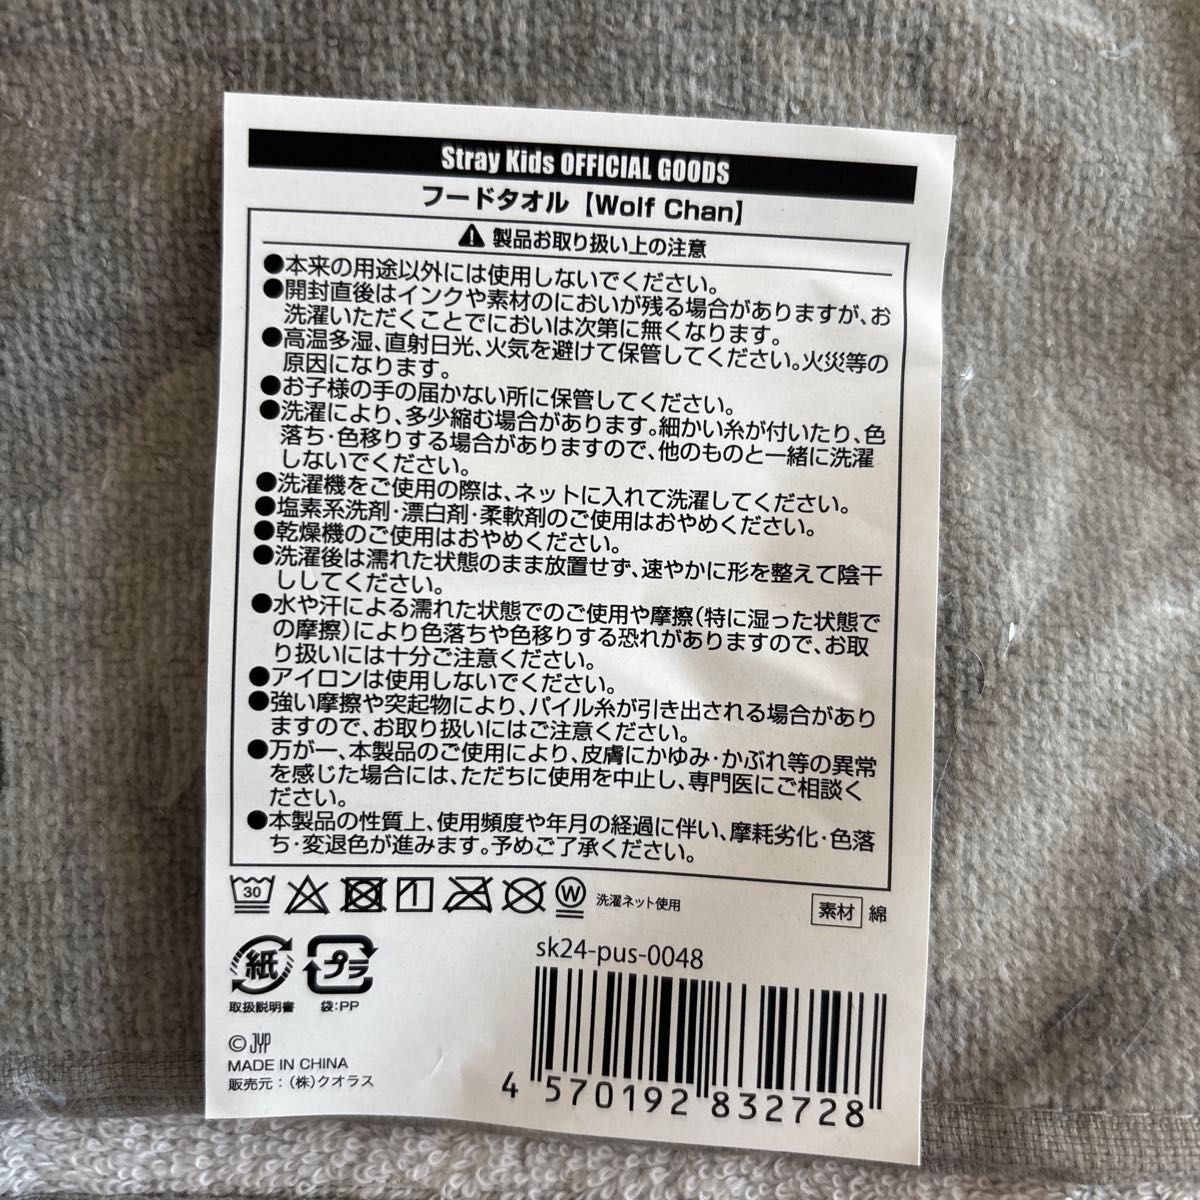 Stray Kids OFFICIAL GOODS
フードタオル【Wolf Chan】
製品お取り扱い上の注意
●本来の用途以外には使用しないでください。
●開封直後はインクや素材のにおいが残る場合がありますが、お
洗濯いただくことでにおいは次第に無くなります。
●高温多湿、直射日光、火気を避けて保管してください。火災等の
原因になります。
●お子様の手の届かない所に保管してください。
●洗濯により、多少縮む場合があります。細かい糸が付いたり、色
落ち・色移りする場合がありますので、他のものと一緒に洗濯
しないでください。
●洗濯機をご使用の際は、ネットに入れて洗濯してください。
●塩素系洗剤・漂白剤・柔軟剤のご使用はおやめください。
●乾燥機のご使用はおやめください。
●洗濯後は濡れた状態のまま放置せず、速やかに形を整えて陰干
ししてください。
●水や汗による濡れた状態でのご使用や摩擦(特に湿った状態で
の摩擦)により色落ちや色移りする恐れがありますので、お取
り扱いには十分ご注意ください。
●アイロンは使用しないでください。
●強い摩擦や突起物により、パイル糸が引き出される場合があり
ますので、お取り扱いにはご注意ください。
●万が一、本製品のご使用により、皮膚にかゆみ・かぶれ等の異常
を感じた場合には、ただちに使用を中止し、専門医にご相談く
ださい。
●本製品の性質上、使用頻度や年月の経過に伴い、摩耗劣化・色落
ち・変退色が進みます。予めご了承ください。
30 W 洗濯ネット使用 素材 綿
紙 プラ
取扱説明書 袋:PP
sk24-pus-0048
© JYP
MADE IN CHINA
販売元:(株)クオラス
4 570192 832728